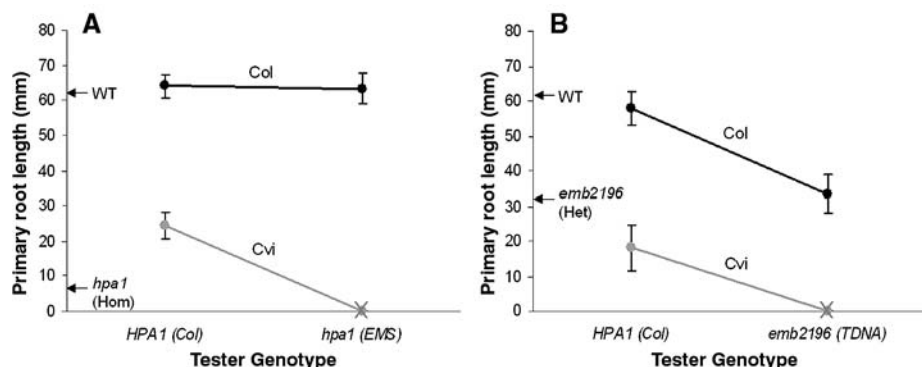 A
Primary root length (mm)
80
70
60
50
40
30
20
10
0
WT
hpa1
(Hom)
Col
Cvi
HPA1 (Col)
hpa1 (EMS)
Tester Genotype
B
Primary root length (mm)
80
70
60
50
40
30
20
10
0
WT
emb2196
(Het)
Col
Cvi
HPA1 (Col)
emb2196 (TDNA)
Tester Genotype